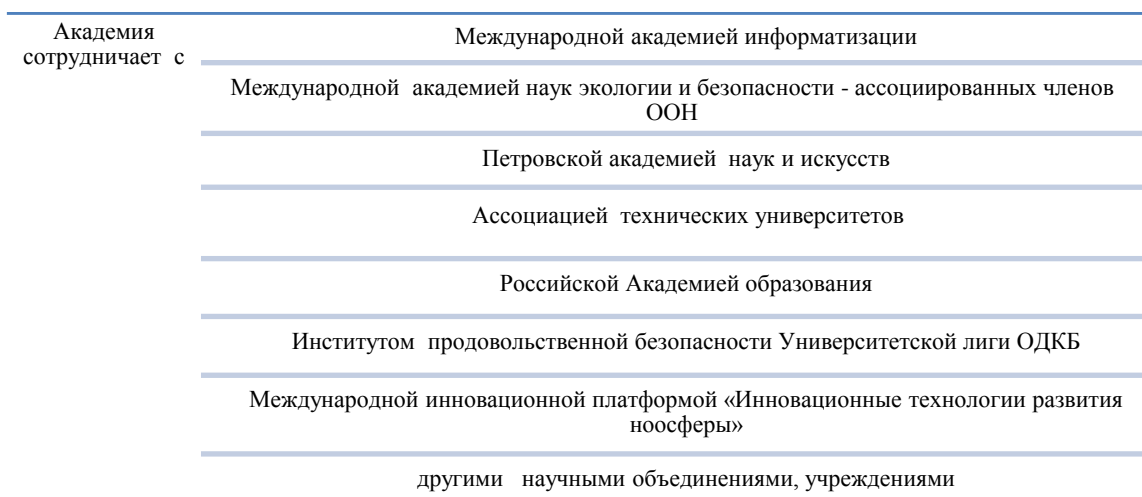 Академия
сотрудничает с
Международной академией информатизации
Международной академией наук экологии и безопасности - ассоциированных членов
ООН
Петровской академией наук и искусств
Ассоциацией технических университетов
Российской Академией образования
Институтом продовольственной безопасности Университетской лиги ОДКБ
Международной инновационной платформой «Инновационные технологии развития
ноосферы»
другими научными объединениями, учреждениями